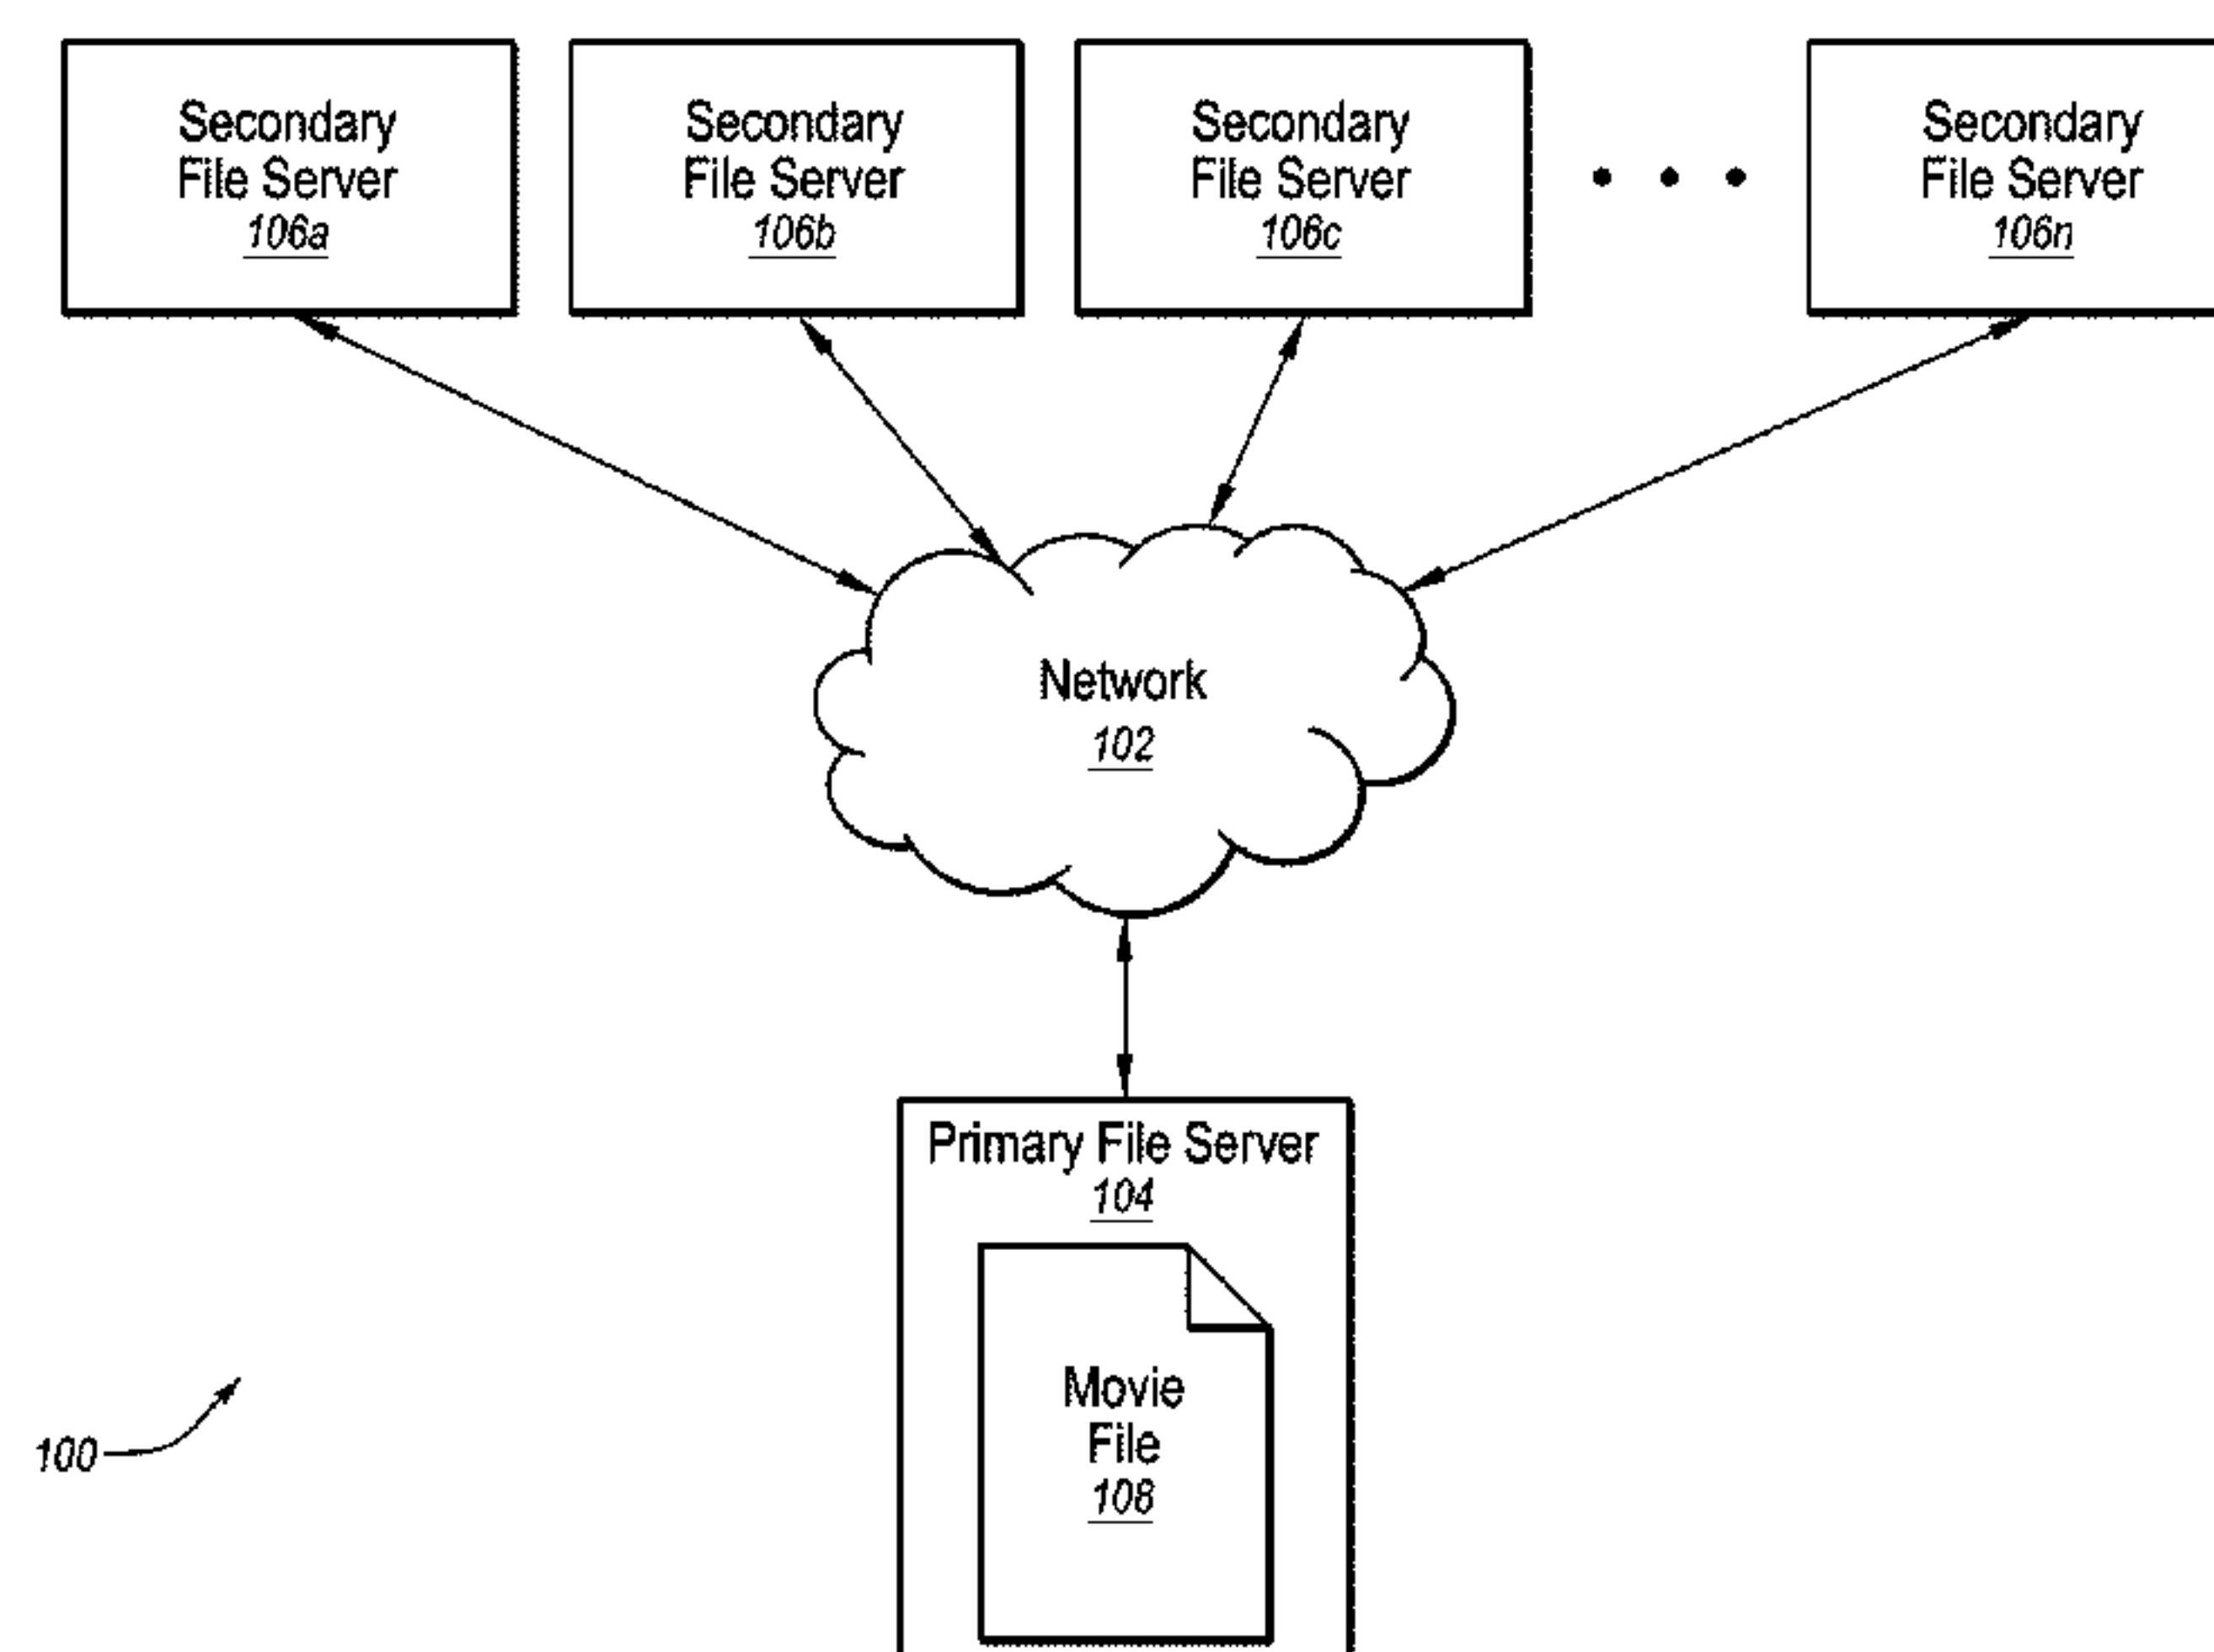 Secondary
File Server
106a
Secondary
File Server
106b
Secondary
File Server
106c
Secondary
File Server
106n
Network
102
Primary File Server
104
Movie
File
108
100